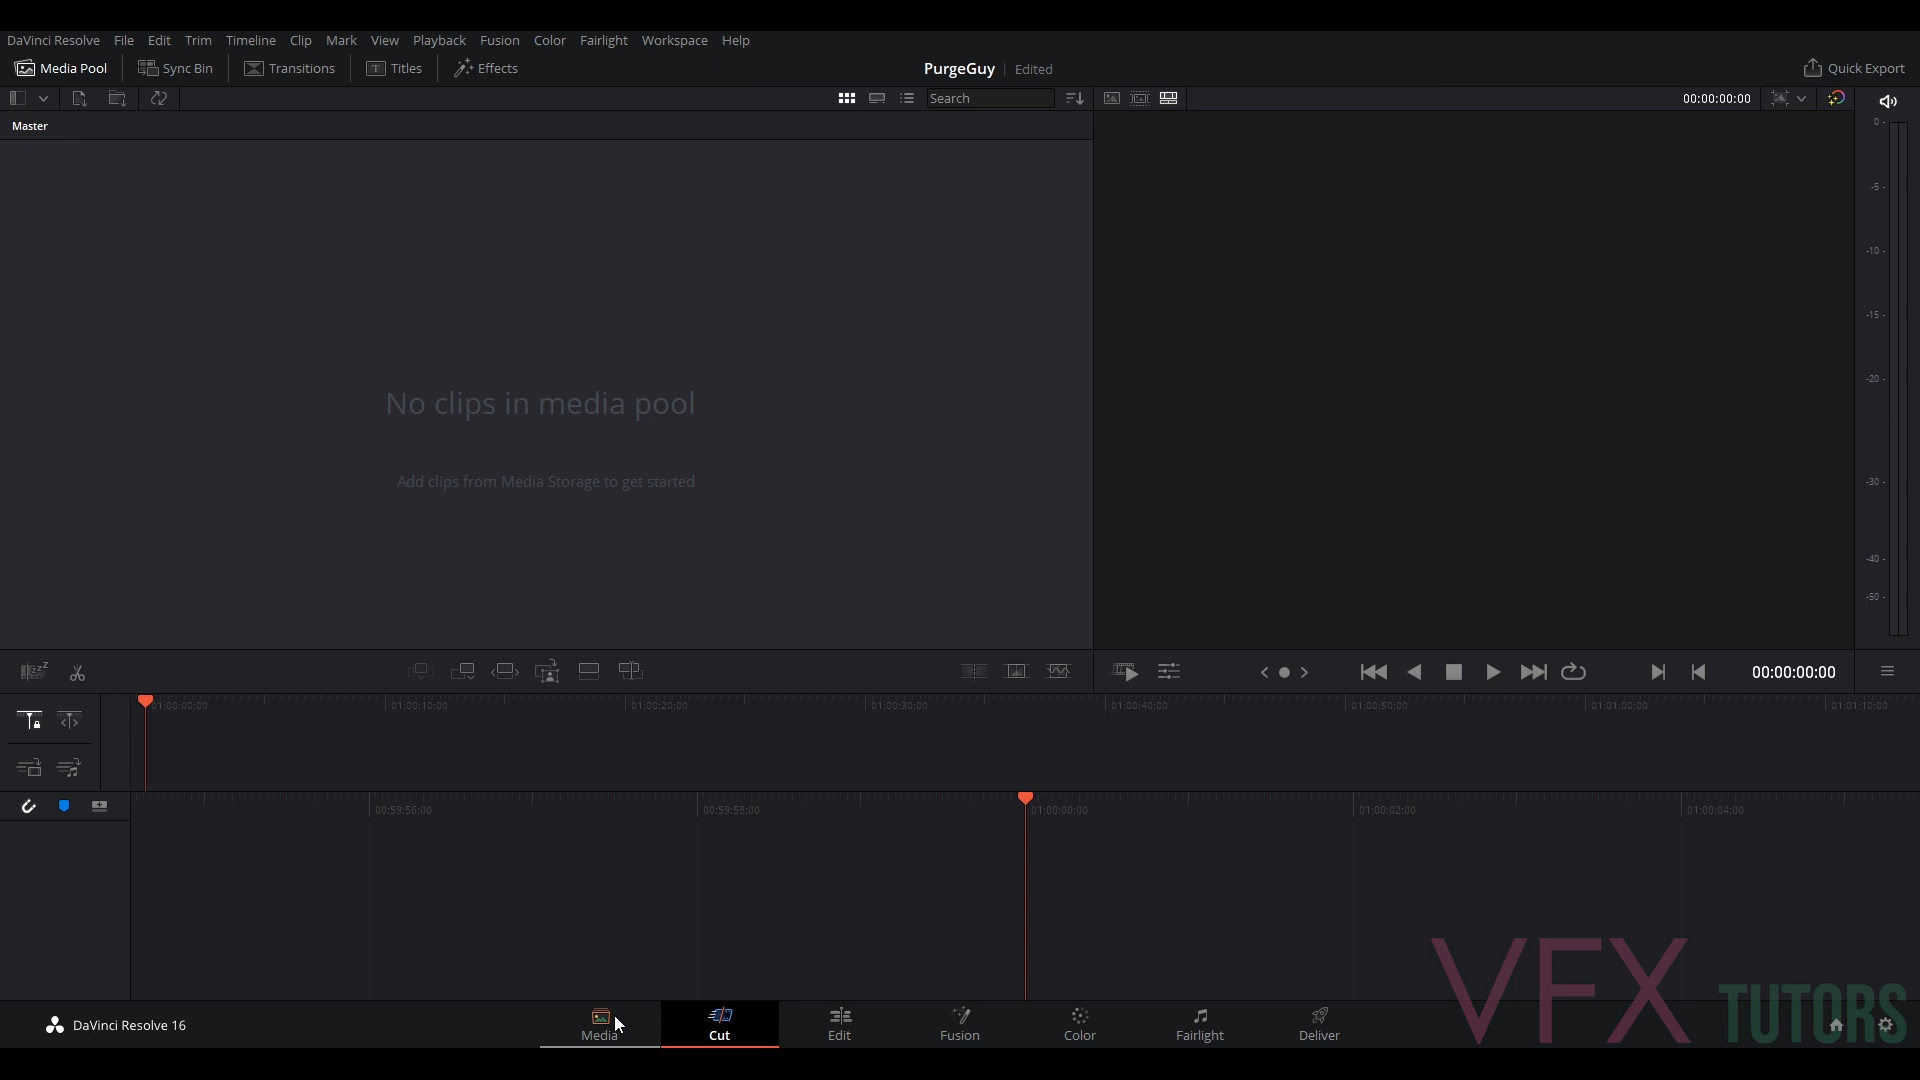 DaVinci Resolve File Edit Trim Timeline Clip Mark View Playback Fusion Color Fairlight Workspace Help
Media Pool Sync Bin Transitions T Titles Effects PurgeGuy Edited Quick Export
Search 00:00:00:00
Master
0
-5
-10
-15
-20
-30
-40
-50
No clips in media pool
Add clips from Media Storage to get started
00:00:00:00
01:00:00:00 01:00:10:00 01:00:20:00 01:00:30:00 01:00:40:00 01:00:50:00 01:01:00:00 01:01:10:00
00:59:56:00 00:59:58:00 01:00:00:00 01:00:02:00 01:00:04:00
VFX TUTORS
DaVinci Resolve 16
Media Cut Edit Fusion Color Fairlight Deliver